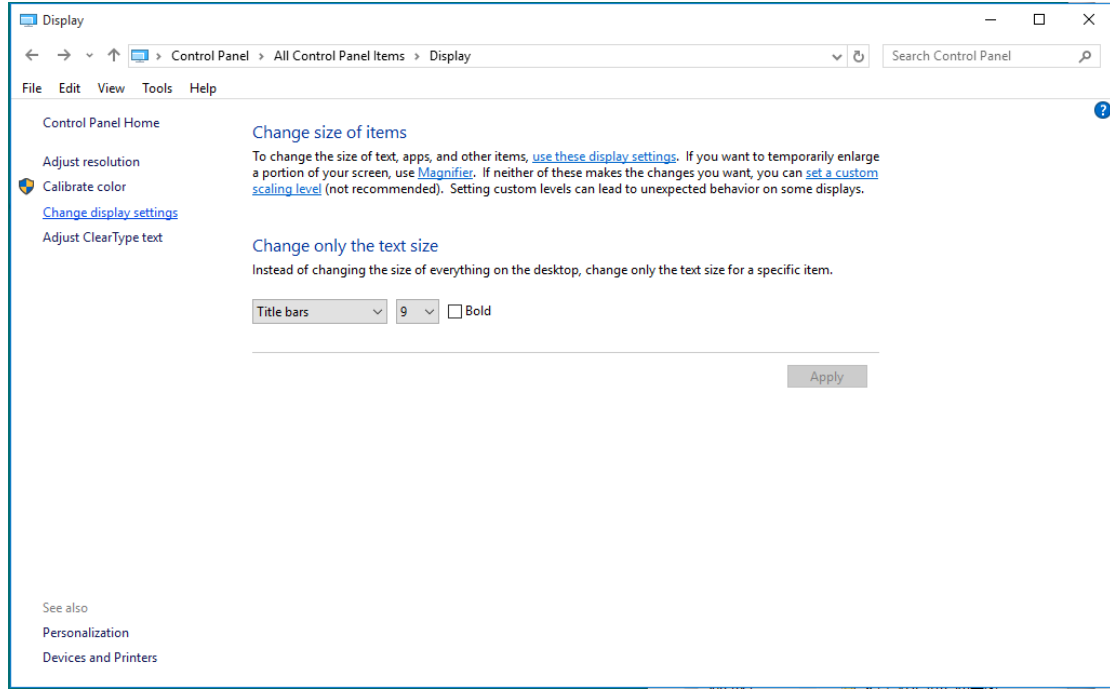 Display
Control Panel > All Control Panel Items > Display
Search Control Panel
File Edit View Tools Help
Control Panel Home
Adjust resolution
Calibrate color
Change display settings
Adjust ClearType text
Change size of items
To change the size of text, apps, and other items, use these display settings. If you want to temporarily enlarge
a portion of your screen, use Magnifier. If neither of these makes the changes you want, you can set a custom
scaling level (not recommended). Setting custom levels can lead to unexpected behavior on some displays.
Change only the text size
Instead of changing the size of everything on the desktop, change only the text size for a specific item.
Title bars 9 Bold
Apply
See also
Personalization
Devices and Printers